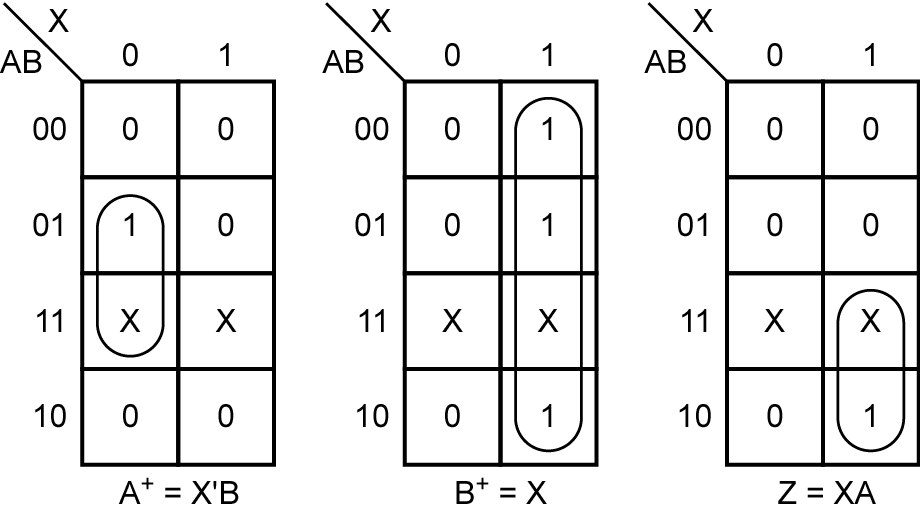 X X X
AB 0 1 AB 0 1 AB 0 1
00 0 0 00 0 1 00 0 0
01 1 0 01 0 1 01 0 0
11 X X 11 X X 11 X X
10 0 0 10 0 1 10 0 1
A⁺ = X'B B⁺ = X Z = XA